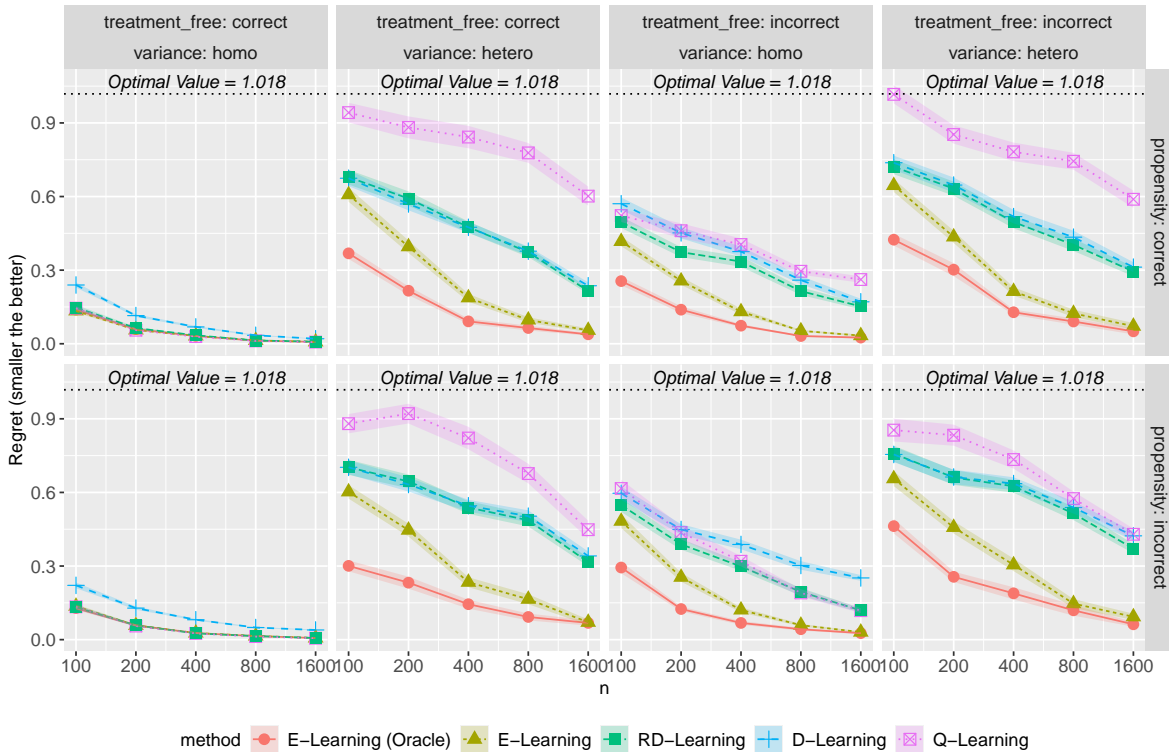 treatment_free: correct
variance: homo
treatment_free: correct
variance: hetero
treatment_free: incorrect
variance: homo
treatment_free: incorrect
variance: hetero
Optimal Value = 1.018
Optimal Value = 1.018
Optimal Value = 1.018
Optimal Value = 1.018
0.9
0.6
0.3
0.0
propensity: correct
Regret (smaller the better)
Optimal Value = 1.018
Optimal Value = 1.018
Optimal Value = 1.018
Optimal Value = 1.018
0.9
0.6
0.3
0.0
propensity: incorrect
100 200 400 800 1600
100 200 400 800 1600
100 200 400 800 1600
100 200 400 800 1600
n
method E−Learning (Oracle) E−Learning RD−Learning D−Learning Q−Learning